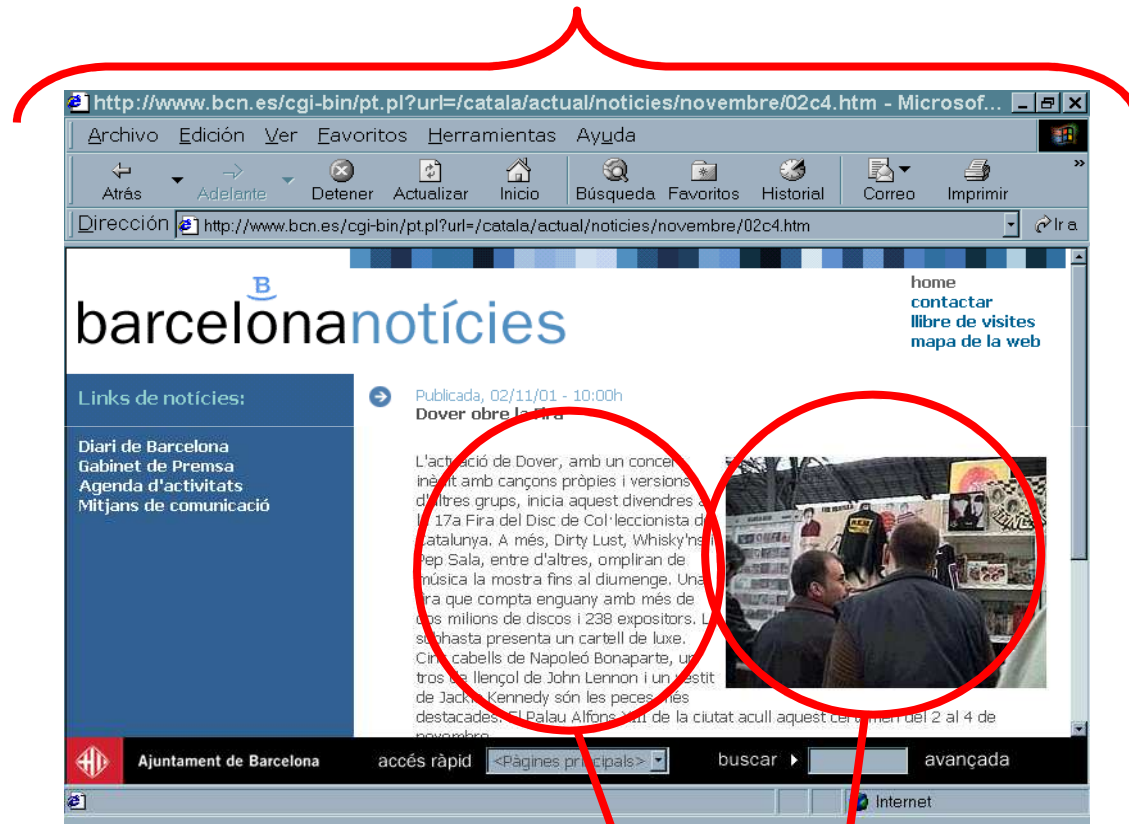 http://www.bcn.es/cgi-bin/pt.pl?url=/catala/actual/noticies/novembre/02c4.htm - Microsof...
Archivo Edición Ver Favoritos Herramientas Ayuda
Atrás Adelante Detener Actualizar Inicio Búsqueda Favoritos Historial Correo Imprimir »
Dirección http://www.bcn.es/cgi-bin/pt.pl?url=/catala/actual/noticies/novembre/02c4.htm Ir a
barcelonanotícies
home
contactar
llibre de visites
mapa de la web
Links de notícies:
Diari de Barcelona
Gabinet de Premsa
Agenda d'activitats
Mitjans de comunicació
Publicada, 02/11/01 - 10:00h
Dover obre la Fira
L'actuació de Dover, amb un concert
inèdit amb cançons pròpies i versions
d'altres grups, inicia aquest divendres a
la 17a Fira del Disc de Col·leccionista de
Catalunya. A més, Dirty Lust, Whisky'ns i
Pep Sala, entre d'altres, ompliran de
música la mostra fins al diumenge. Una
fira que compta enguany amb més de
dos milions de discos i 238 expositors. La
subhasta presenta un cartell de luxe.
Cinc cabells de Napoleó Bonaparte, un
tros de llençol de John Lennon i un vestit
de Jackie Kennedy són les peces més
destacades. El Palau Alfons XIII de la ciutat acull aquest certamen del 2 al 4 de
novembre
Ajuntament de Barcelona accés ràpid <Pàgines principals> buscar avançada
Internet